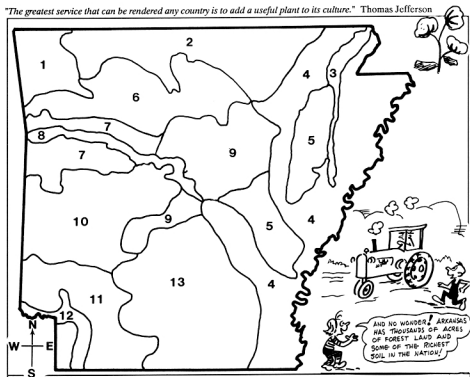 "The greatest service that can be rendered any country is to add a useful plant to its culture." Thomas Jefferson
2
1
3
4
6
7
5
8
9
7
10
9
5
4
4
13
11
12
N
W E
S
AND NO WONDER! ARKANSAS
HAS THOUSANDS OF ACRES
OF FOREST LAND AND
SOME OF THE RICHEST
SOIL IN THE NATION!